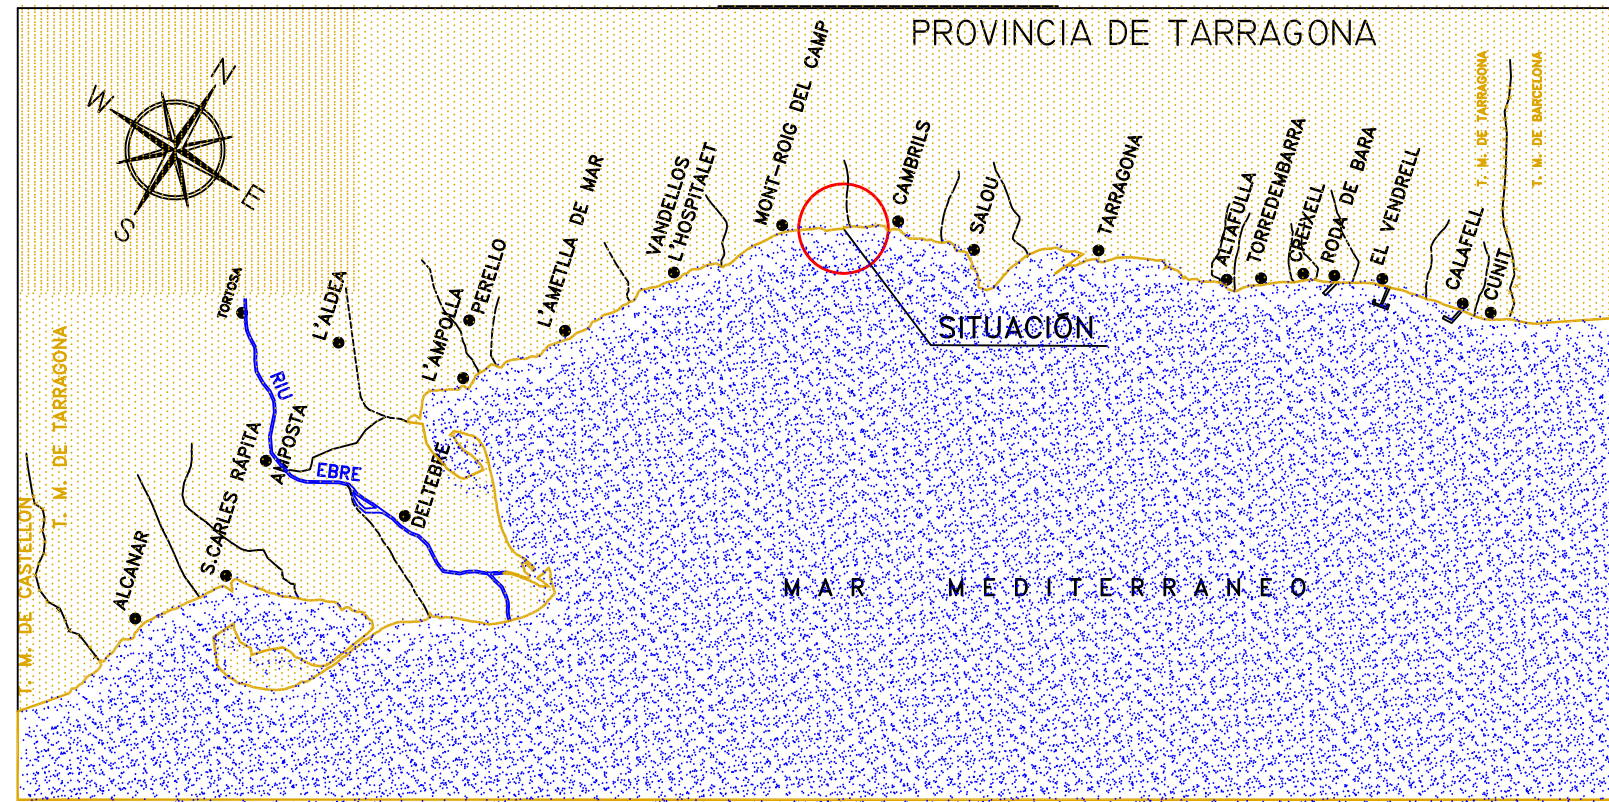 PROVINCIA DE TARRAGONA
N
W
E
S
T. M. DE TARRAGONA
T. M. DE BARCELONA
MONT-ROIG DEL CAMP
CAMBRILS
SALOU
TARRAGONA
ALTAFULLA
TORREDEMBARRA
CREIXELL
RODA DE BARA
EL VENDRELL
CALAFELL
CUNIT
VANDELLOS
L'HOSPITALET
L'AMETLLA DE MAR
PERELLO
L'AMPOLLA
L'ALDEA
TORTOSA
SITUACIÓN
RIU
EBRE
AMPOSTA
DELTEBRE
S.CARLES RÀPITA
ALCANAR
T. M. DE TARRAGONA
T. M. DE CASTELLON
MAR MEDITERRANEO